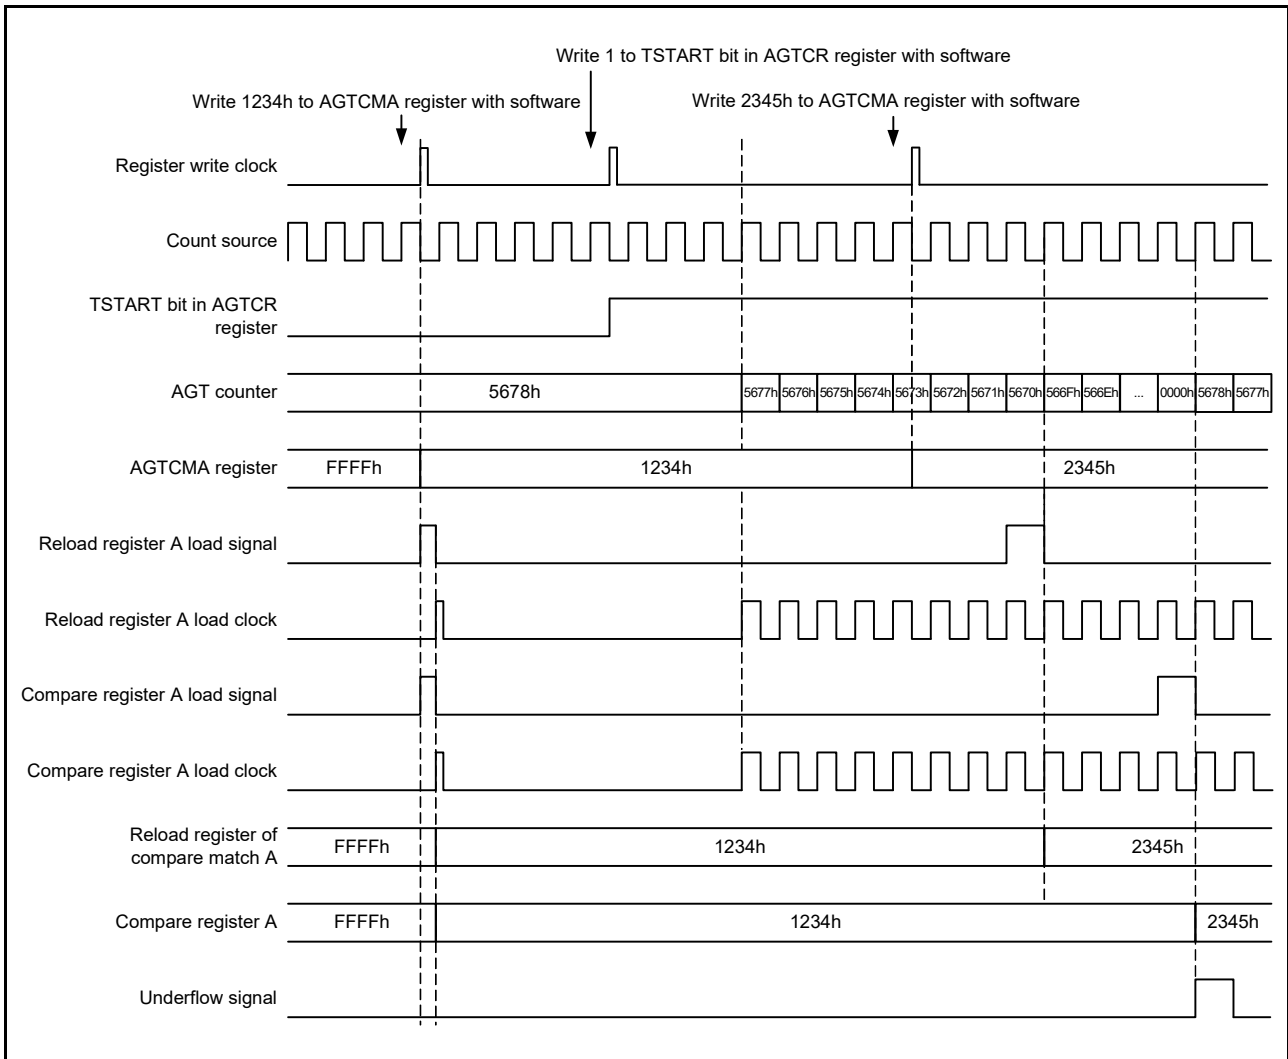 Write 1 to TSTART bit in AGTCR register with software
Write 1234h to AGTCMA register with software
Write 2345h to AGTCMA register with software
Register write clock
Count source
TSTART bit in AGTCR
register
AGT counter
5678h
5677h 5676h 5675h 5674h 5673h 5672h 5671h 5670h 566Fh 566Eh ... 0000h 5678h 5677h
AGTCMA register
FFFFh
1234h
2345h
Reload register A load signal
Reload register A load clock
Compare register A load signal
Compare register A load clock
Reload register of
compare match A
FFFFh
1234h
2345h
Compare register A
FFFFh
1234h
2345h
Underflow signal